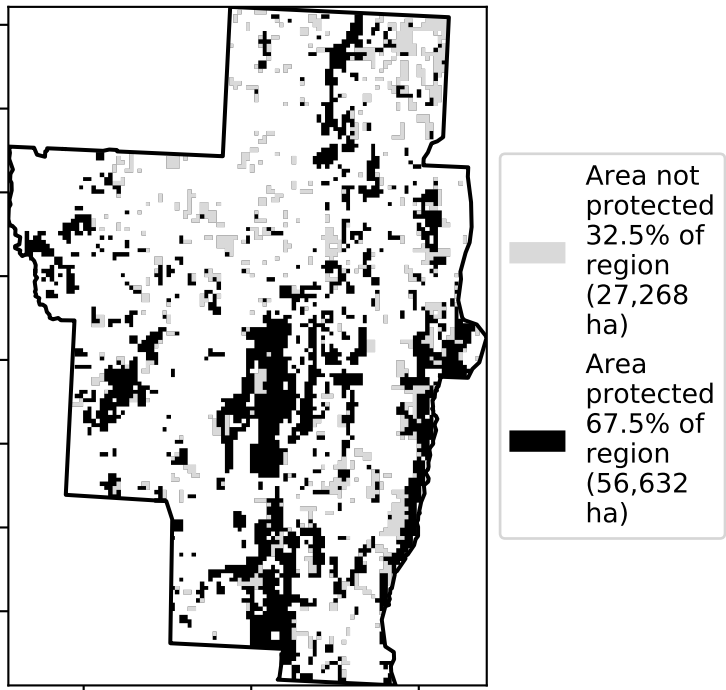 Area not
protected
32.5% of
region
(27,268
ha)
Area
protected
67.5% of
region
(56,632
ha)